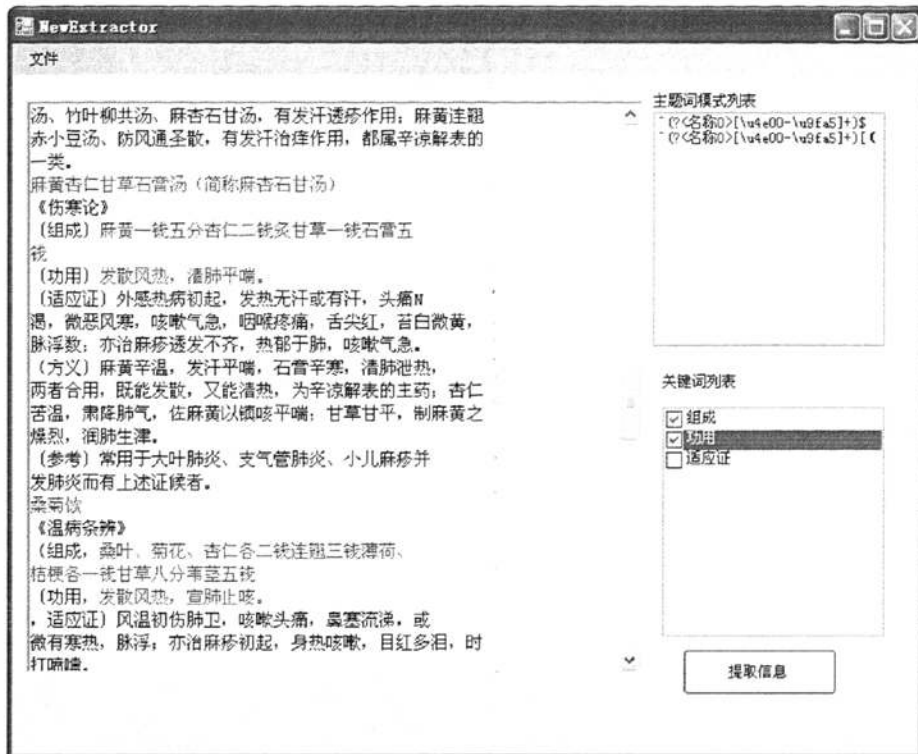 NewExtractor
文件
汤、竹叶柳共汤、麻杏石甘汤，有发汗透疹作用；麻黄连翘
赤小豆汤、防风通圣散，有发汗治痒作用，都属辛凉解表的
一类。
麻黄杏仁甘草石膏汤（简称麻杏石甘汤）
《伤寒论》
（组成）麻黄一钱五分杏仁二钱炙甘草一钱石膏五
钱
（功用）发散风热，清肺平喘。
（适应证）外感热病初起，发热无汗或有汗，头痛N
渴，微恶风寒，咳嗽气急，咽喉疼痛，舌尖红，苔白微黄，
脉浮数；亦治麻疹透发不齐，热郁于肺，咳嗽气急。
（方义）麻黄辛温，发汗平喘，石膏辛寒，清肺泄热，
两者合用，既能发散，又能清热，为辛凉解表的主药；杏仁
苦温，肃降肺气，佐麻黄以镇咳平喘；甘草甘平，制麻黄之
燥烈，润肺生津。
（参考）常用于大叶肺炎、支气管肺炎、小儿麻疹并
发肺炎而有上述证候者。
桑菊饮
《温病条辨》
（组成，桑叶、菊花、杏仁各二钱连翘三钱薄荷、
桔梗各一钱甘草八分苇茎五钱
（功用，发散风热，宣肺止咳。
，适应证）风温初伤肺卫，咳嗽头痛，鼻塞流涕，或
微有寒热，脉浮；亦治麻疹初起，身热咳嗽，目红多泪，时
打喷嚏。
主题词模式列表
^(?<名称0>[\u4e00-\u9fa5]+)$
^(?<名称0>[\u4e00-\u9fa5]+)[(
关键词列表
组成
功用
适应证
提取信息